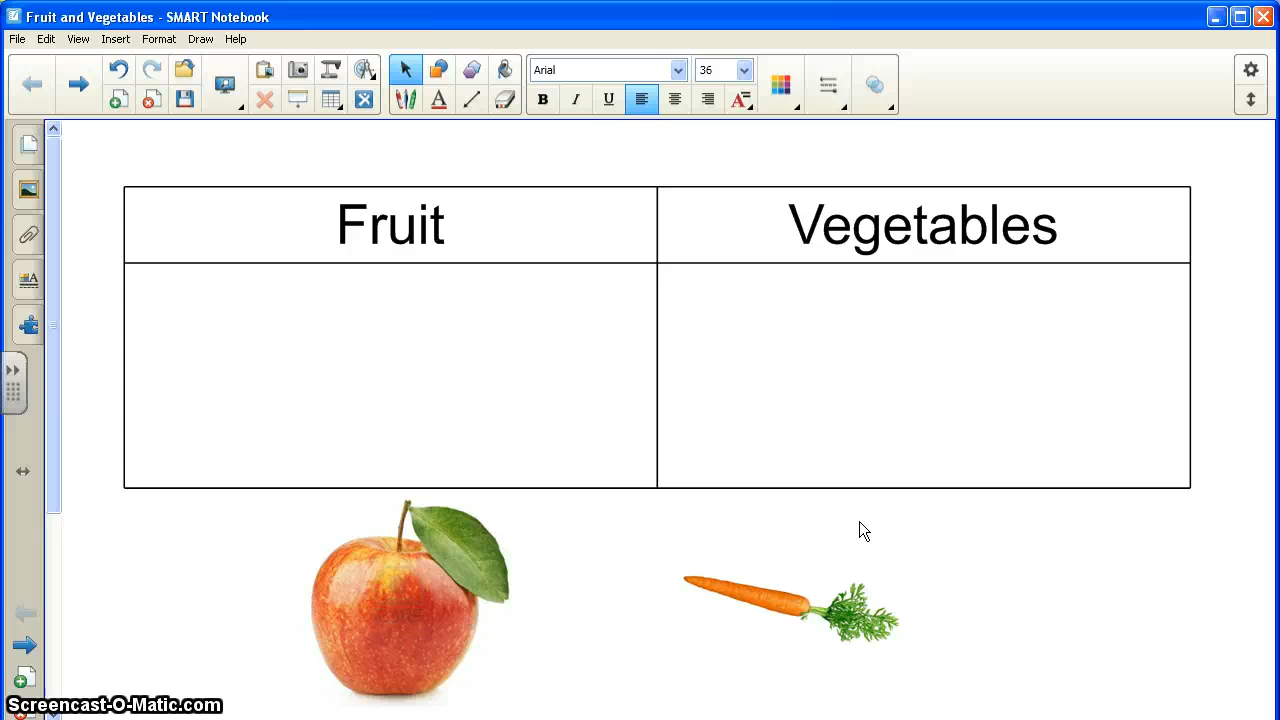 Fruit and Vegetables - SMART Notebook
File Edit View Insert Format Draw Help
Arial 36
B I U A
Fruit Vegetables
Screencast-O-Matic.com